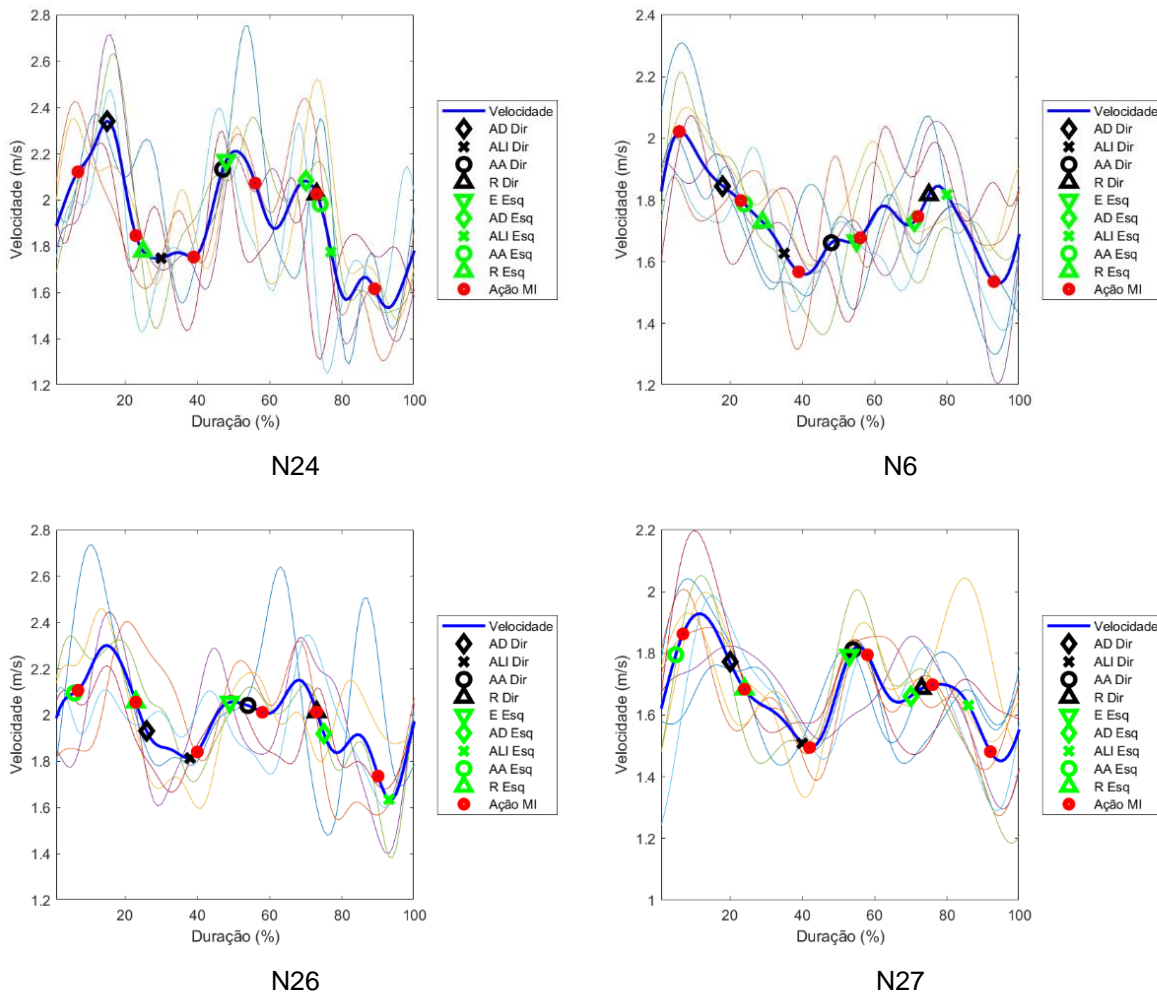 2.8
2.6
2.4
2.2
2
1.8
1.6
1.4
1.2
Velocidade (m/s)
20 40 60 80 100
Duração (%)
Velocidade
AD Dir
ALI Dir
AA Dir
R Dir
E Esq
AD Esq
ALI Esq
AA Esq
R Esq
Ação MI
N24
2.4
2.2
2
1.8
1.6
1.4
1.2
Velocidade (m/s)
20 40 60 80 100
Duração (%)
Velocidade
AD Dir
ALI Dir
AA Dir
R Dir
E Esq
AD Esq
ALI Esq
AA Esq
R Esq
Ação MI
N6
2.8
2.6
2.4
2.2
2
1.8
1.6
1.4
1.2
Velocidade (m/s)
20 40 60 80 100
Duração (%)
Velocidade
AD Dir
ALI Dir
AA Dir
R Dir
E Esq
AD Esq
ALI Esq
AA Esq
R Esq
Ação MI
N26
2.2
2
1.8
1.6
1.4
1.2
1
Velocidade (m/s)
20 40 60 80 100
Duração (%)
Velocidade
AD Dir
ALI Dir
AA Dir
R Dir
E Esq
AD Esq
ALI Esq
AA Esq
R Esq
Ação MI
N27